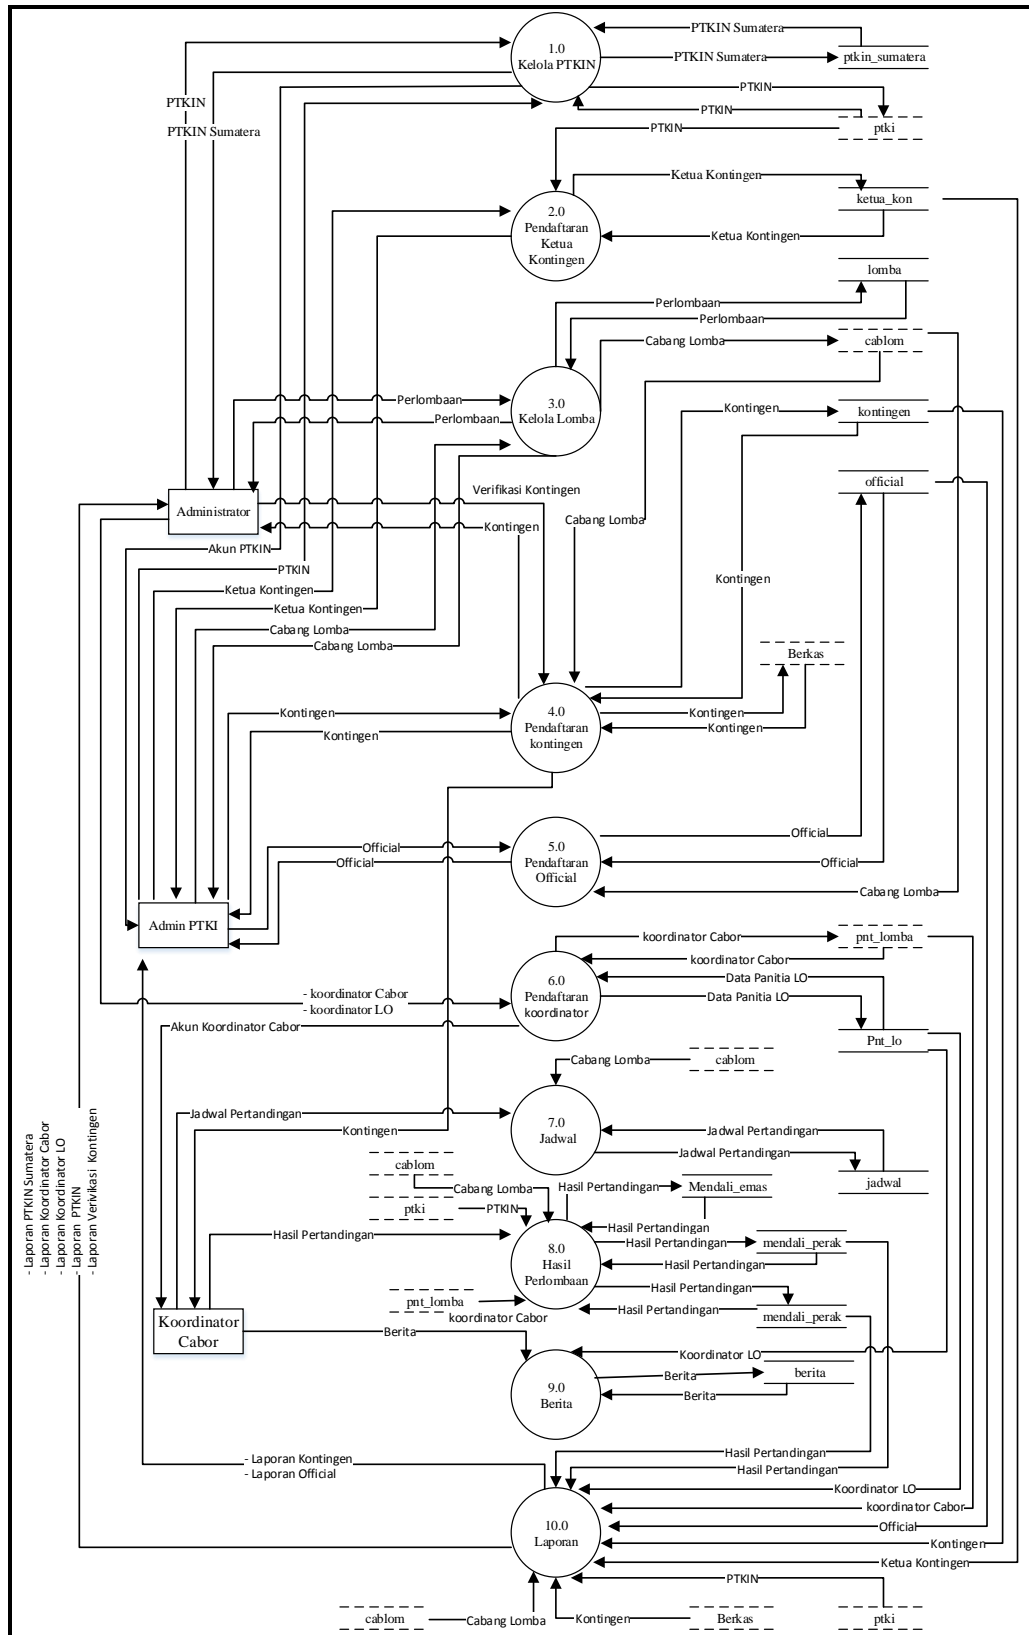 PTKIN Sumatera
1.0
Kelola PTKIN
PTKIN Sumatera
ptkin_sumatera
PTKIN
PTKIN
PTKIN
PTKIN Sumatera
PTKIN
ptki
Ketua Kontingen
ketua_kon
2.0
Pendaftaran
Ketua
Kontingen
Ketua Kontingen
lomba
Perlombaan
Perlombaan
Cabang Lomba
cablom
3.0
Kelola Lomba
Perlombaan
Perlombaan
Kontingen
kontingen
official
Verifikasi Kontingen
Administrator
Kontingen
Cabang Lomba
Akun PTKIN
PTKIN
Kontingen
Ketua Kontingen
Ketua Kontingen
Cabang Lomba
Cabang Lomba
Berkas
4.0
Pendaftaran
kontingen
Kontingen
Kontingen
Kontingen
Kontingen
5.0
Pendaftaran
Official
Official
Official
Official
Official
Cabang Lomba
Admin PTKI
koordinator Cabor
pnt_lomba
koordinator Cabor
6.0
Pendaftaran
koordinator
Data Panitia LO
Data Panitia LO
- koordinator Cabor
- koordinator LO
Akun Koordinator Cabor
Pnt_lo
Cabang Lomba
cablom
Jadwal Pertandingan
7.0
Jadwal
Jadwal Pertandingan
Jadwal Pertandingan
jadwal
Kontingen
- Laporan PTKIN Sumatera
- Laporan Koordinator Cabor
- Laporan Koordinator LO
- Laporan  PTKIN
- Laporan Verivikasi  Kontingen
cablom
Cabang Lomba
ptki
PTKIN
Hasil Pertandingan
Mendali_emas
Hasil Pertandingan
Hasil Pertandingan
8.0
Hasil
Perlombaan
Hasil Pertandingan
mendali_perak
Hasil Pertandingan
Hasil Pertandingan
Hasil Pertandingan
mendali_perak
pnt_lomba
koordinator Cabor
Koordinator
Cabor
Berita
Koordinator LO
9.0
Berita
Berita
berita
Berita
- Laporan Kontingen
- Laporan Official
Hasil Pertandingan
Hasil Pertandingan
Koordinator LO
koordinator Cabor
10.0
Laporan
Official
Kontingen
Ketua Kontingen
PTKIN
cablom
Cabang Lomba
Kontingen
Berkas
ptki